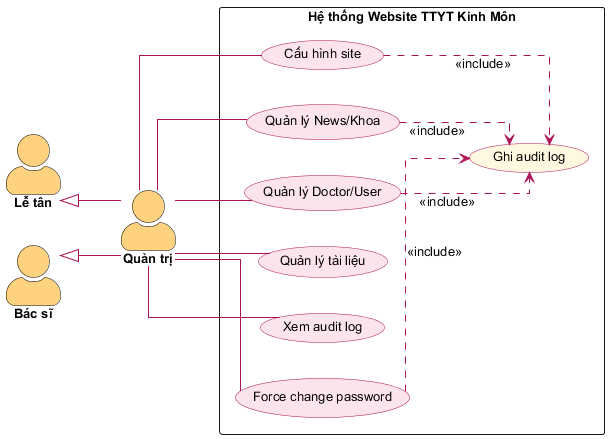 Hệ thống Website TTYT Kinh Môn
Cấu hình site
«include»
Quản lý News/Khoa
«include»
Ghi audit log
Quản lý Doctor/User
«include»
Lễ tân
Quản trị
«include»
Quản lý tài liệu
Bác sĩ
Xem audit log
Force change password